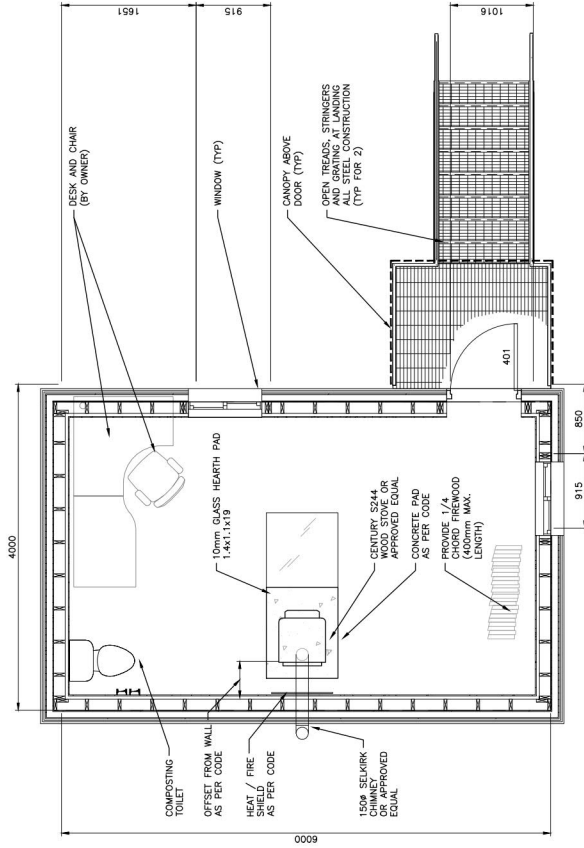 1651
915
1016
DESK AND CHAIR
(BY OWNER)
WINDOW (TYP)
CANOPY ABOVE
DOOR (TYP)
OPEN TREADS, STRINGERS
AND GRATING AT LANDING
ALL STEEL CONSTRUCTION
(TYP FOR 2)
4000
401
850
915
10mm GLASS HEARTH PAD
1.4x1.1x19
CENTURY S244
WOOD STOVE OR
APPROVED EQUAL
CONCRETE PAD
AS PER CODE
PROVIDE 1/4
CHORD FIREWOOD
(400mm MAX.
LENGTH)
COMPOSTING
TOILET
OFFSET FROM WALL
AS PER CODE
HEAT / FIRE
SHIELD
AS PER CODE
150ø SELKIRK
CHIMNEY
OR APPROVED
EQUAL
6000